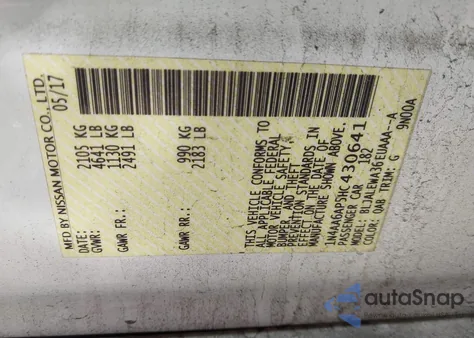 MFD BY NISSAN MOTOR CO., LTD.
05/17
GVWR: 2105 KG
4641 LB
GAWR FR: 1130 KG
2491 LB
GAWR RR: 990 KG
2183 LB
THIS VEHICLE CONFORMS TO
ALL APPLICABLE FEDERAL
MOTOR VEHICLE SAFETY,
BUMPER, AND THEFT
PREVENTION STANDARDS IN
EFFECT ON THE DATE OF
MANUFACTURE SHOWN ABOVE.
1N4AA6AP5HC430641
PASSENGER CAR 182
COLOR: QAB TRIM: G
9N00A
autoSnap